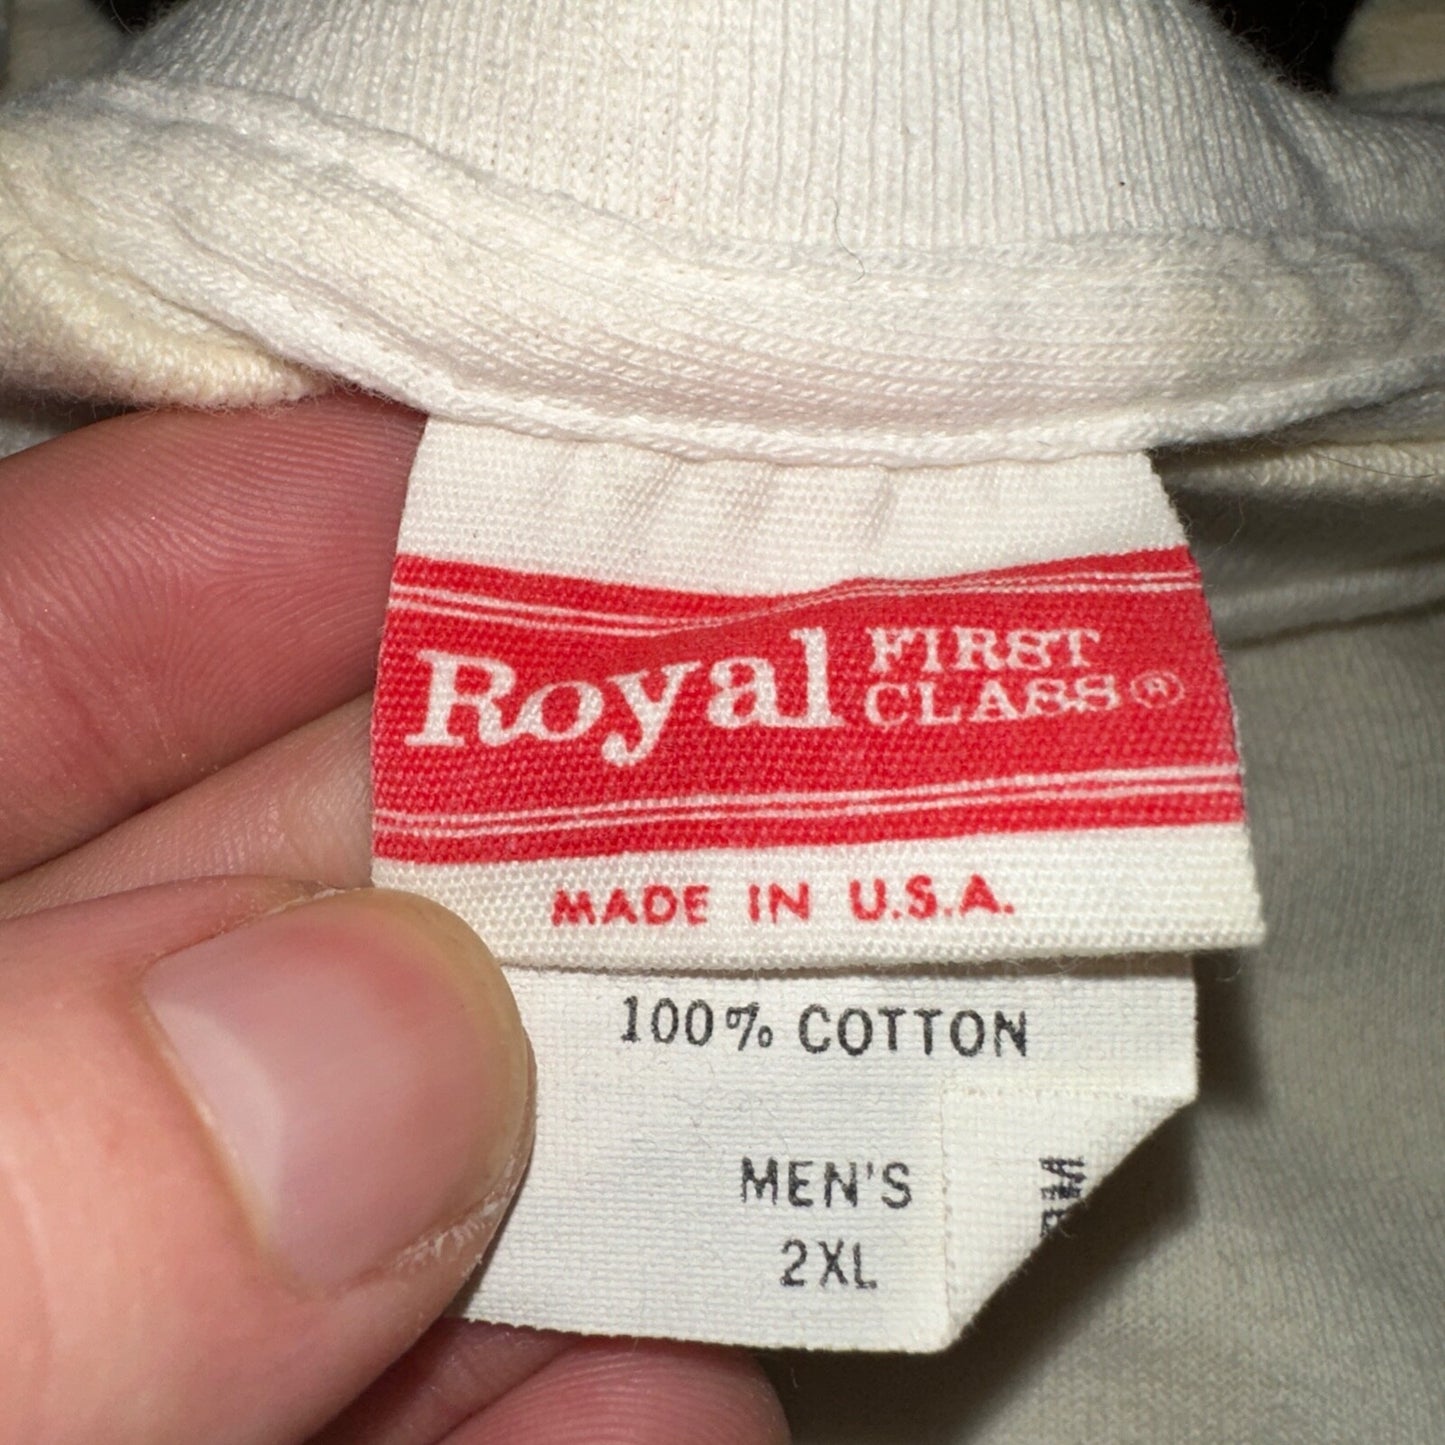 Royal FIRST
CLASS®
MADE IN U.S.A.
100% COTTON
MEN'S
2XL